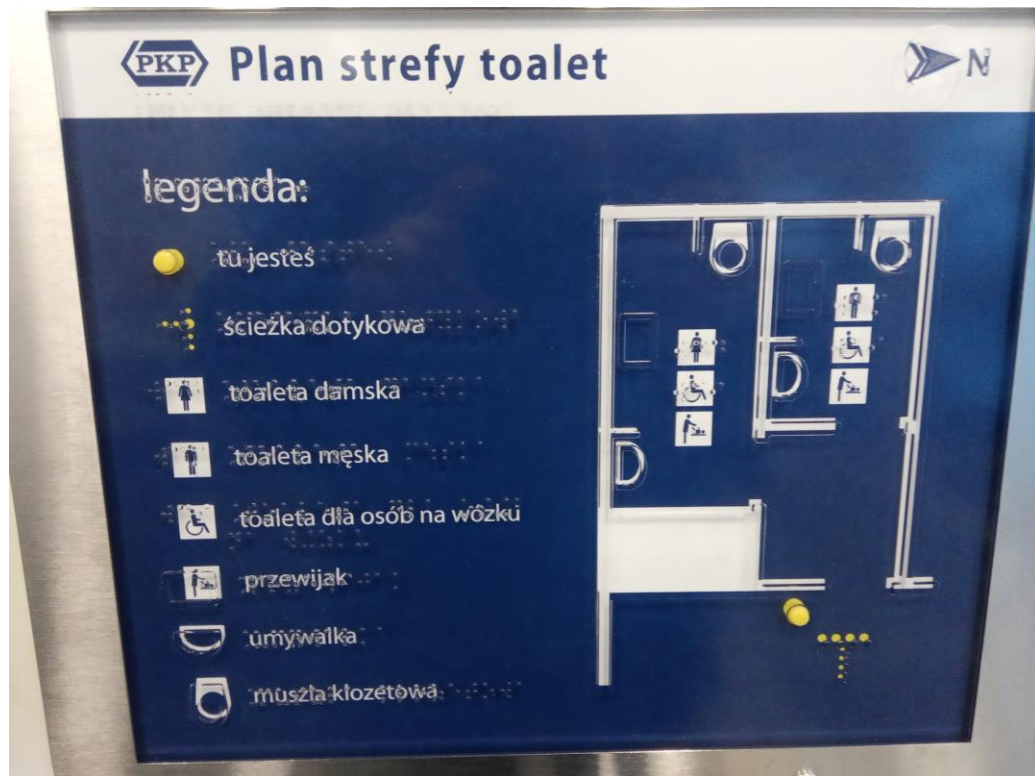 PKP Plan strefy toalet N
legenda:
tu jesteś
ścieżka dotykowa
toaleta damska
toaleta męska
toaleta dla osób na wózku
przewijak
umywalka
muszla klozetowa